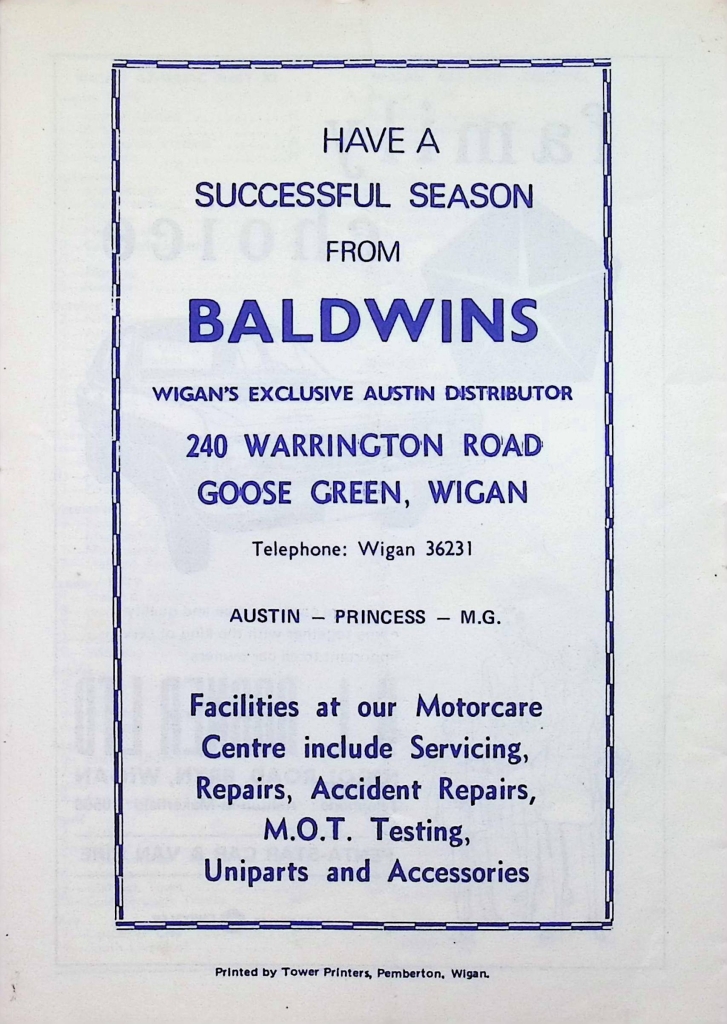 HAVE A
SUCCESSFUL SEASON
FROM
BALDWINS
WIGAN'S EXCLUSIVE AUSTIN DISTRIBUTOR
240 WARRINGTON ROAD
GOOSE GREEN, WIGAN
Telephone: Wigan 36231
AUSTIN – PRINCESS – M.G.
Facilities at our Motorcare
Centre include Servicing,
Repairs, Accident Repairs,
M.O.T. Testing,
Uniparts and Accessories
Printed by Tower Printers, Pemberton, Wigan.